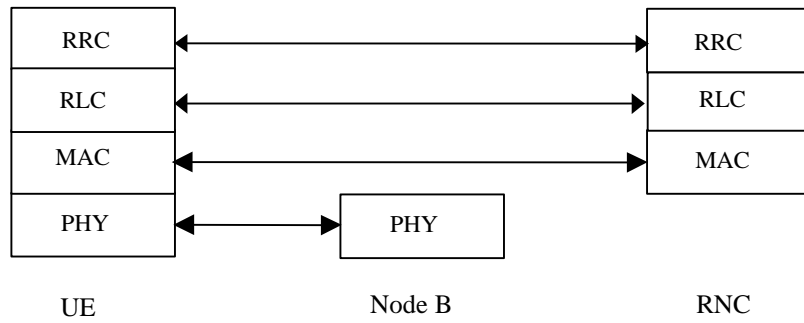 RRC RRC
RLC RLC
MAC MAC
PHY PHY
UE Node B RNC